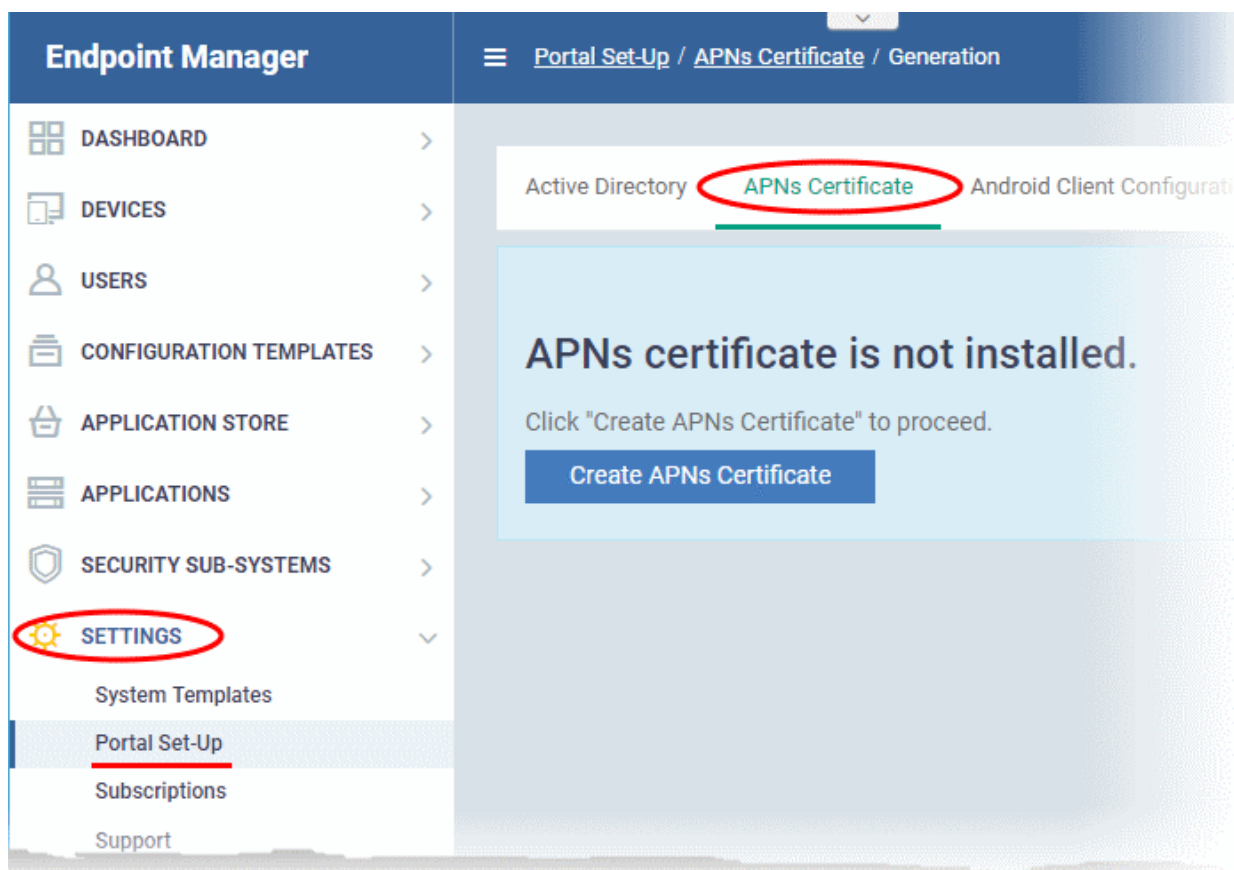 Endpoint Manager
Portal Set-Up / APNs Certificate / Generation
DASHBOARD
DEVICES
USERS
CONFIGURATION TEMPLATES
APPLICATION STORE
APPLICATIONS
SECURITY SUB-SYSTEMS
SETTINGS
System Templates
Portal Set-Up
Subscriptions
Support
Active Directory APNs Certificate Android Client
APNs certificate is not installed.
Click "Create APNs Certificate" to proceed.
Create APNs Certificate